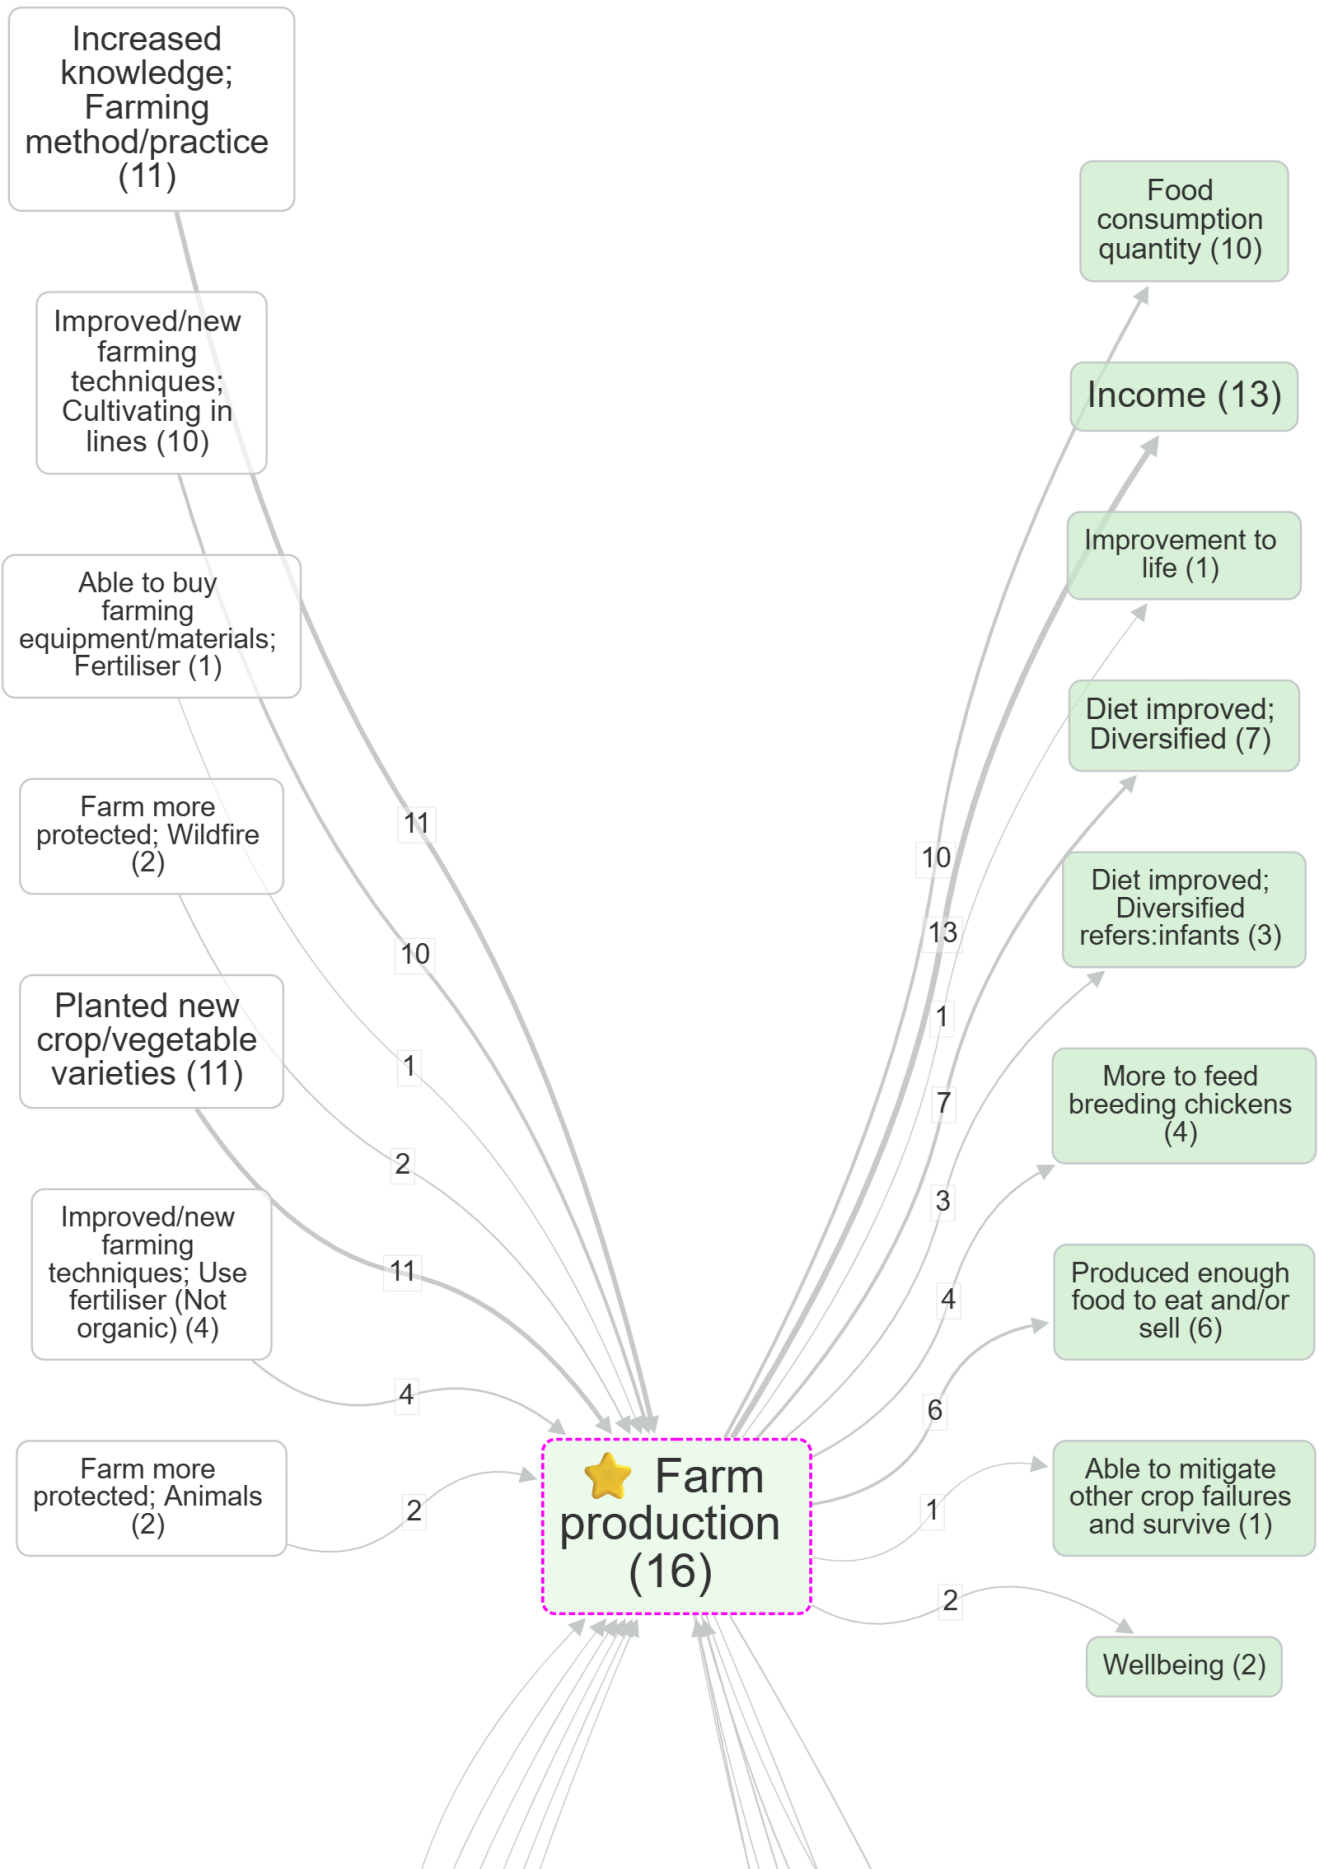 Increased
knowledge;
Farming
method/practice
(11)
Improved/new
farming
techniques;
Cultivating in
lines (10)
Able to buy
farming
equipment/materials;
Fertiliser (1)
Farm more
protected; Wildfire
(2)
Planted new
crop/vegetable
varieties (11)
Improved/new
farming
techniques; Use
fertiliser (Not
organic) (4)
Farm more
protected; Animals
(2)
11
10
1
2
11
4
2
Farm
production
(16)
10
13
1
7
3
4
6
1
2
Food
consumption
quantity (10)
Income (13)
Improvement to
life (1)
Diet improved;
Diversified (7)
Diet improved;
Diversified
refers:infants (3)
More to feed
breeding chickens
(4)
Produced enough
food to eat and/or
sell (6)
Able to mitigate
other crop failures
and survive (1)
Wellbeing (2)